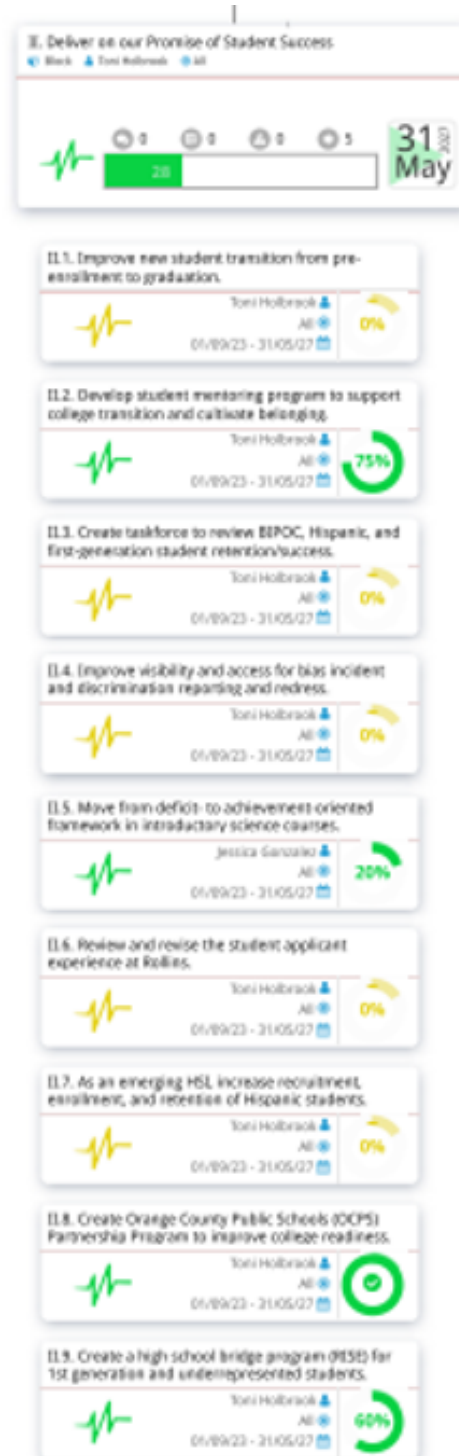 II. Deliver on our Promise of Student Success
Block Toni Holbrook All
0 0 0 5
28
31 May 2027
II.1. Improve new student transition from pre-
enrollment to graduation.
Toni Holbrook
All
01/09/23 - 31/05/27
0%
II.2. Develop student mentoring program to support
college transition and cultivate belonging.
Toni Holbrook
All
01/09/23 - 31/05/27
75%
II.3. Create taskforce to review BIPOC, Hispanic, and
first-generation student retention/success.
Toni Holbrook
All
01/09/23 - 31/05/27
0%
II.4. Improve visibility and access for bias incident
and discrimination reporting and redress.
Toni Holbrook
All
01/09/23 - 31/05/27
0%
II.5. Move from deficit- to achievement-oriented
framework in introductory science courses.
Jessica Gonzalez
All
01/09/23 - 31/05/27
20%
II.6. Review and revise the student applicant
experience at Rollins.
Toni Holbrook
All
01/09/23 - 31/05/27
0%
II.7. As an emerging HSI, increase recruitment,
enrollment, and retention of Hispanic students.
Toni Holbrook
All
01/09/23 - 31/05/27
0%
II.8. Create Orange County Public Schools (OCPS)
Partnership Program to improve college readiness.
Toni Holbrook
All
01/09/23 - 31/05/27
II.9. Create a high school bridge program (RISE) for
1st generation and underrepresented students.
Toni Holbrook
All
01/09/23 - 31/05/27
60%